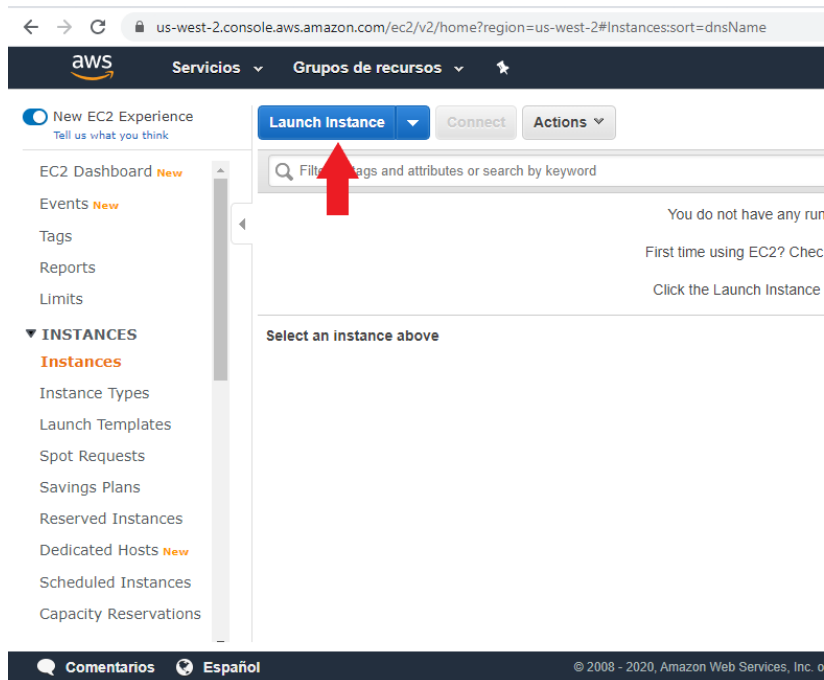 us-west-2.console.aws.amazon.com/ec2/v2/home?region=us-west-2#Instances:sort=dnsName
aws Servicios Grupos de recursos
New EC2 Experience
Tell us what you think
Launch Instance Connect Actions
tags and attributes or search by keyword
EC2 Dashboard New
Events New
Tags
Reports
Limits
INSTANCES
Instances
Instance Types
Launch Templates
Spot Requests
Savings Plans
Reserved Instances
Dedicated Hosts New
Scheduled Instances
Capacity Reservations
You do not have any run
First time using EC2? Chec
Click the Launch Instance
Select an instance above
Comentarios Español
© 2008 - 2020, Amazon Web Services, Inc. o